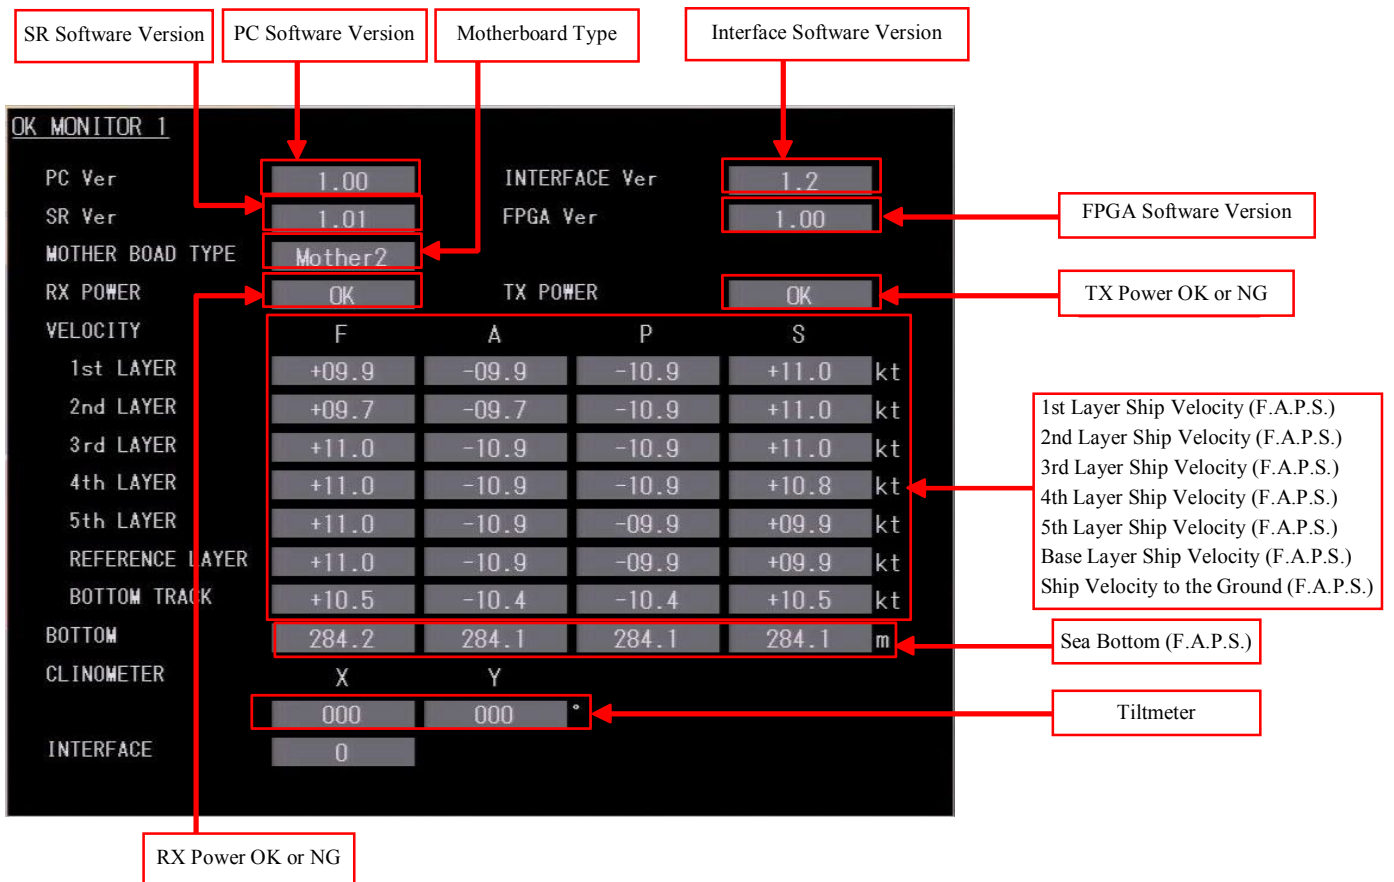 SR Software Version PC Software Version Motherboard Type Interface Software Version
OK MONITOR 1
PC Ver 1.00 INTERFACE Ver 1.2
SR Ver 1.01 FPGA Ver 1.00
FPGA Software Version
MOTHER BOAD TYPE Mother2
RX POWER OK TX POWER OK
TX Power OK or NG
VELOCITY F A P S
1st LAYER +09.9 -09.9 -10.9 +11.0 kt
2nd LAYER +09.7 -09.7 -10.9 +11.0 kt
3rd LAYER +11.0 -10.9 -10.9 +11.0 kt
4th LAYER +11.0 -10.9 -10.9 +10.8 kt
5th LAYER +11.0 -10.9 -09.9 +09.9 kt
REFERENCE LAYER +11.0 -10.9 -09.9 +09.9 kt
BOTTOM TRACK +10.5 -10.4 -10.4 +10.5 kt
1st Layer Ship Velocity (F.A.P.S.)
2nd Layer Ship Velocity (F.A.P.S.)
3rd Layer Ship Velocity (F.A.P.S.)
4th Layer Ship Velocity (F.A.P.S.)
5th Layer Ship Velocity (F.A.P.S.)
Base Layer Ship Velocity (F.A.P.S.)
Ship Velocity to the Ground (F.A.P.S.)
BOTTOM 284.2 284.1 284.1 284.1 m
Sea Bottom (F.A.P.S.)
CLINOMETER X Y
000 000 °
Tiltmeter
INTERFACE 0
RX Power OK or NG